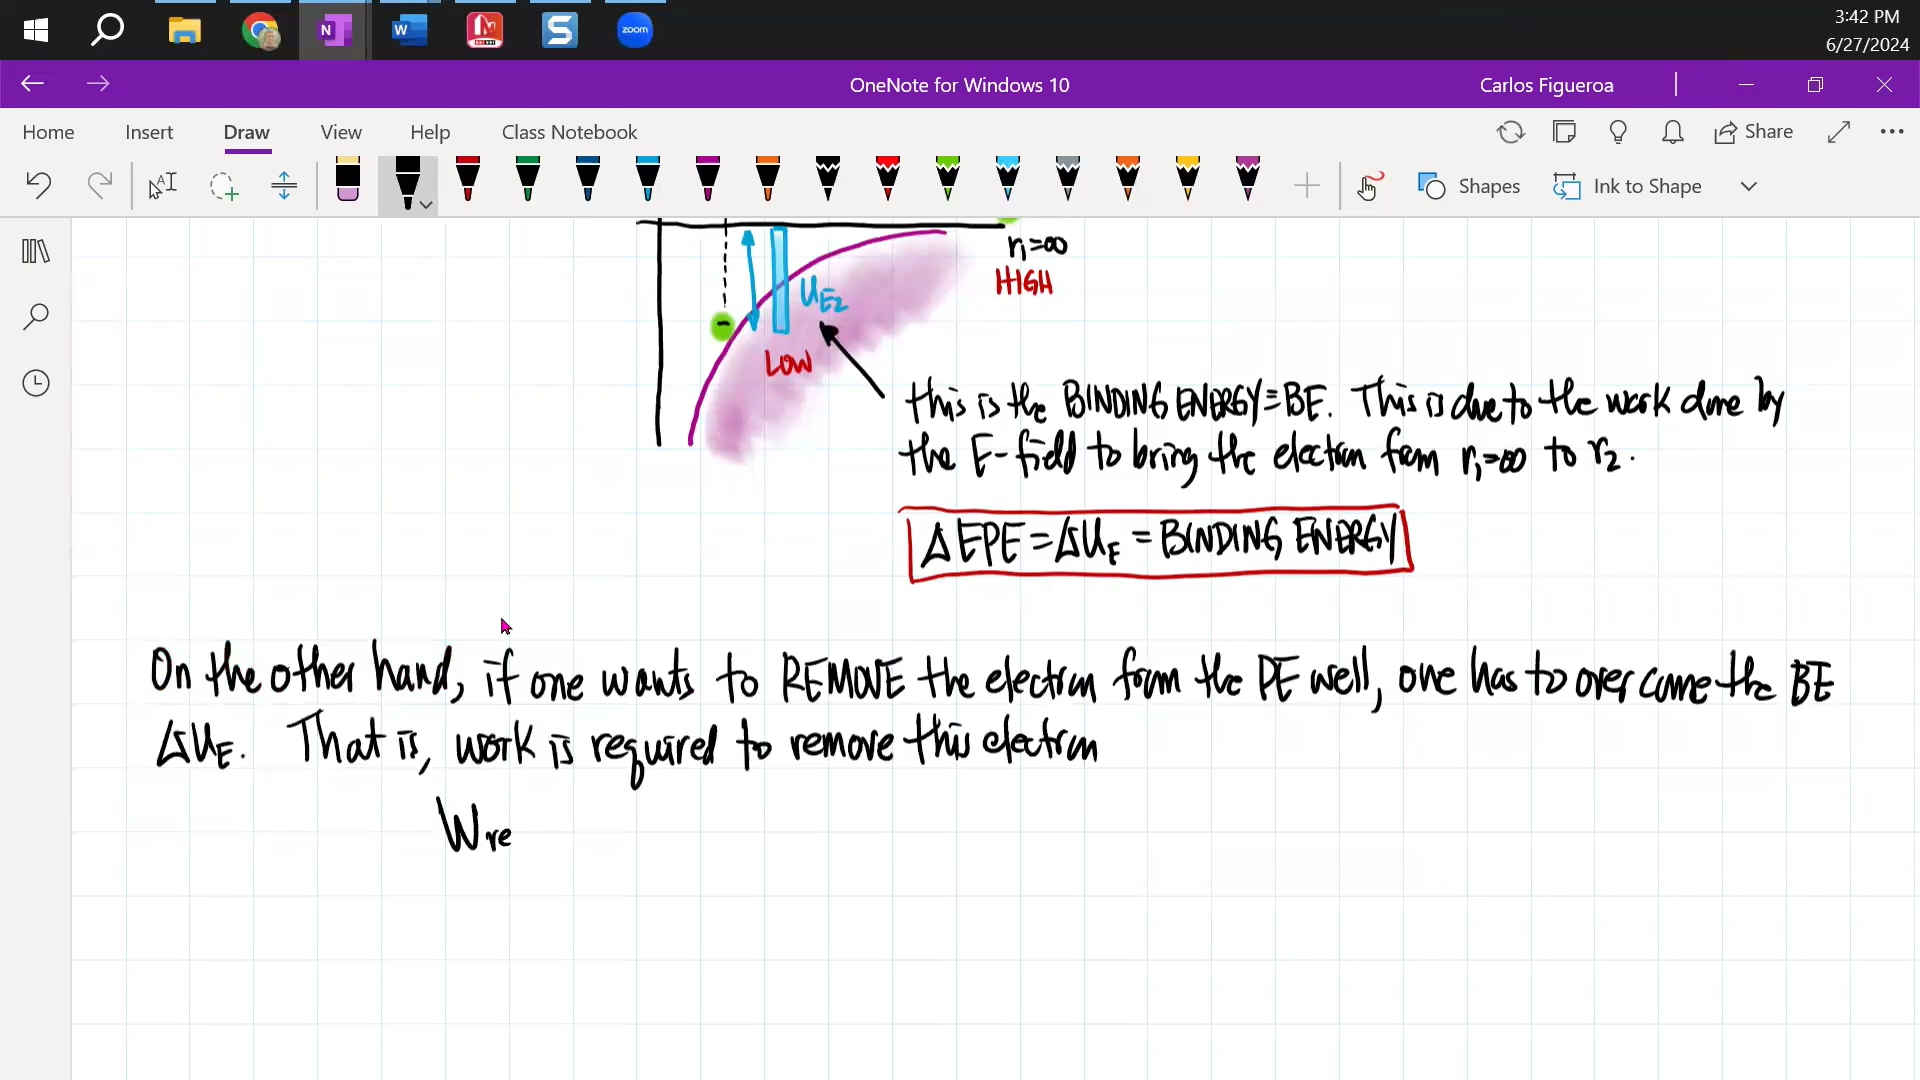 zoom
3:42 PM
6/27/2024
OneNote for Windows 10
Carlos Figueroa
Home Insert Draw View Help Class Notebook
Share
Shapes
Ink to Shape
r₁=∞
HIGH
U_E2
-
LOW
this is the BINDING ENERGY≡BE. This is due to the work done by
the E-field to bring the electron from r₁=∞ to r₂.
ΔEPE = ΔU_E = BINDING ENERGY
On the other hand, if one wants to REMOVE the electron from the PE well, one has to overcome the BE
ΔU_E. That is, work is required to remove this electron
Wre